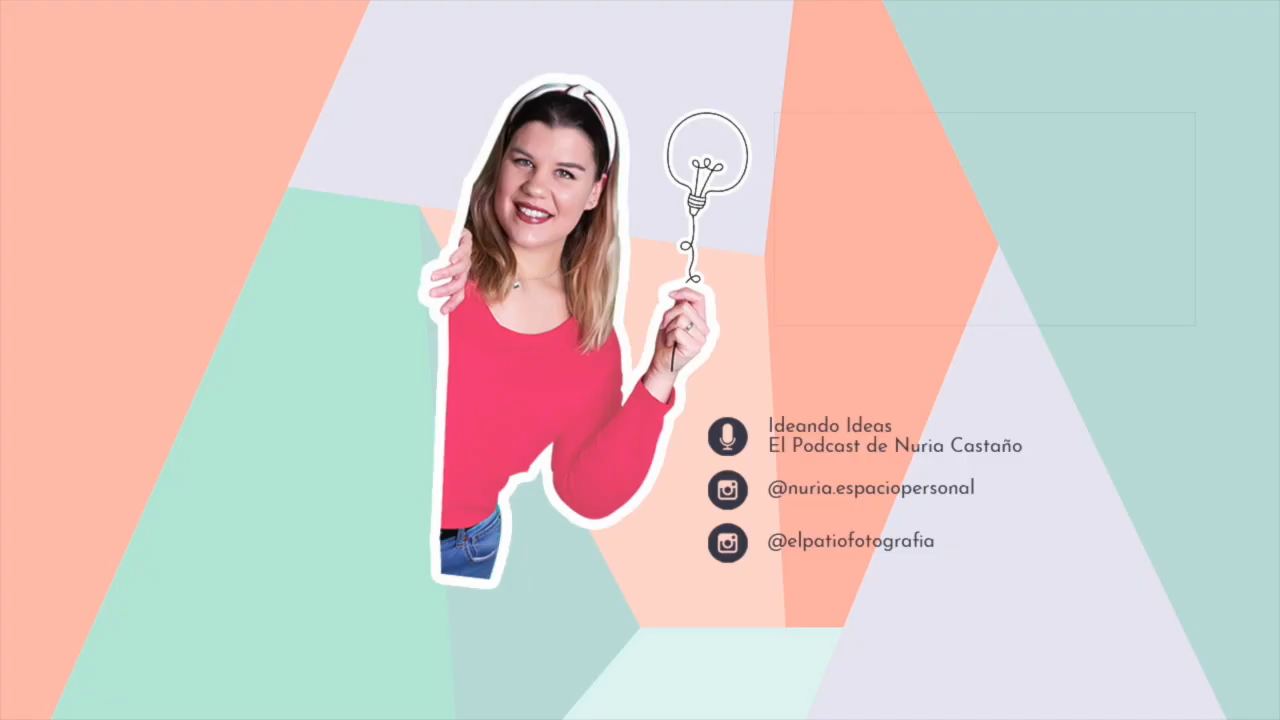 Ideando Ideas
El Podcast de Nuria Castaño
@nuria.espaciopersonal
@elpatiofotografia